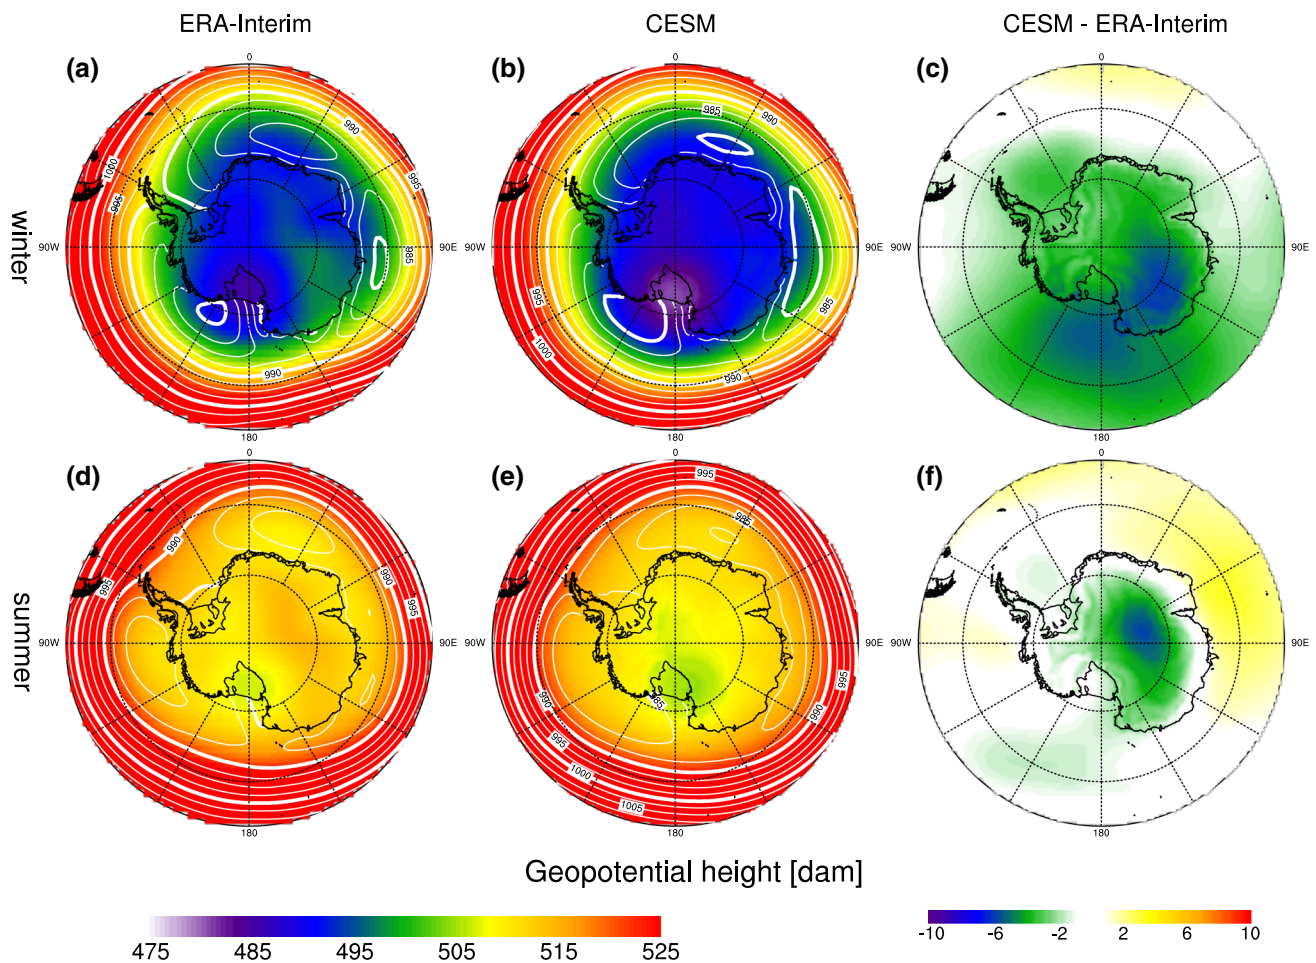 ERA-Interim CESM CESM - ERA-Interim
(a) 0 (b) 0 (c) 0
990 985 990
1000 995 995 995
winter 90W 985 90E 90W 90E 90W 90E
995 985
1000
990 990
180 180 180
(d) 0 (e) 0 (f) 0
995
990 985
995 990 995
summer 90W 90E 90W 90E 90W 90E
995
990 985 990
995
1000
1005
180 180 180
Geopotential height [dam]
475 485 495 505 515 525
-10 -6 -2 2 6 10